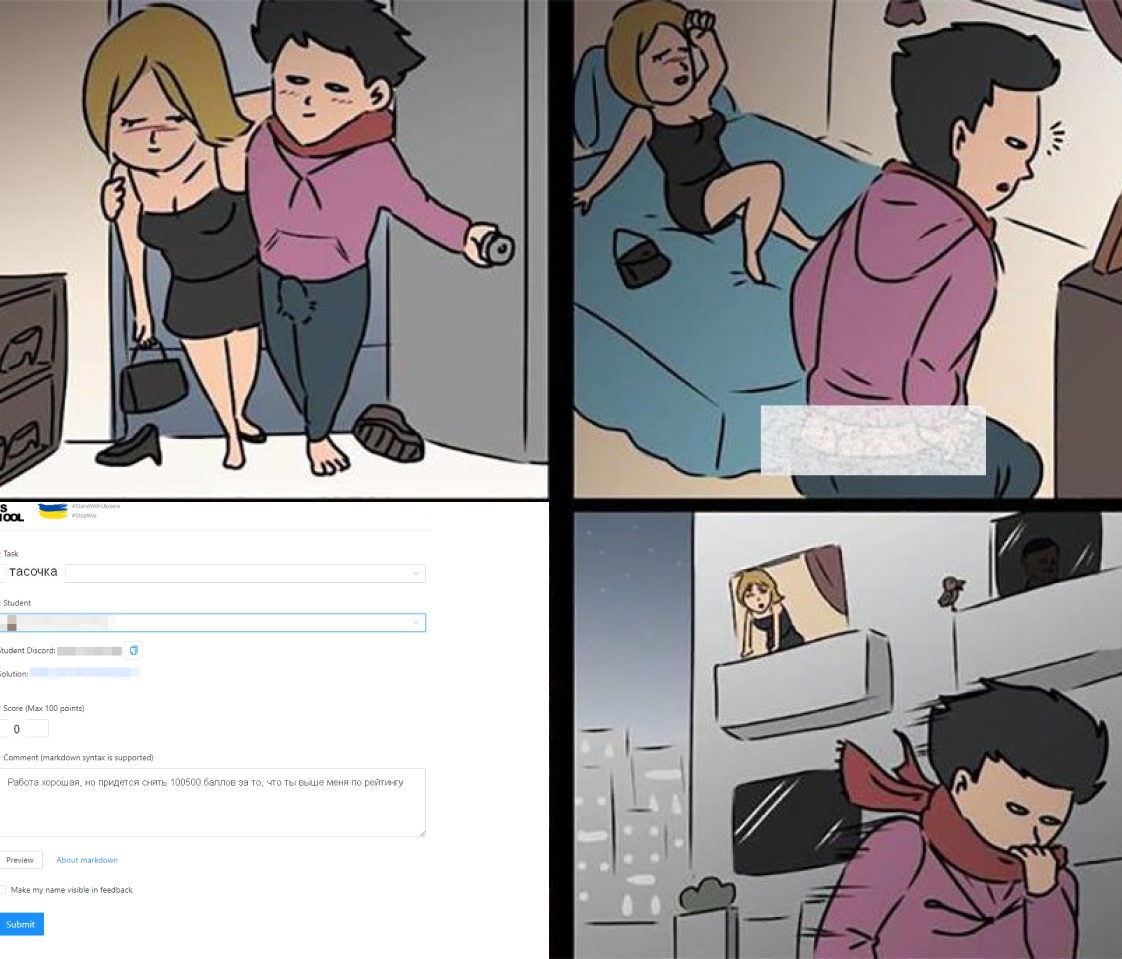 S
OOL
#StandWithUkraine
#StopWar
Task
тасочка
Student
Student Discord:
Solution:
Score (Max 100 points)
0
Comment (markdown syntax is supported)
Работа хорошая, но придется снять 100500 баллов за то, что ты выше меня по рейтингу
Preview About markdown
Make my name visible in feedback
Submit